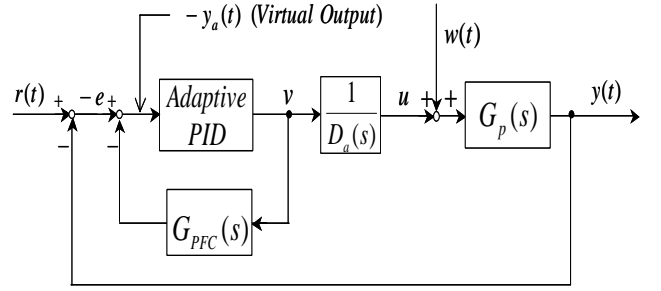 − y_a(t) (Virtual Output)
w(t)
r(t) + − e + Adaptive PID v 1/D_a(s) u + + G_p(s) y(t)
− −
G_PFC(s)